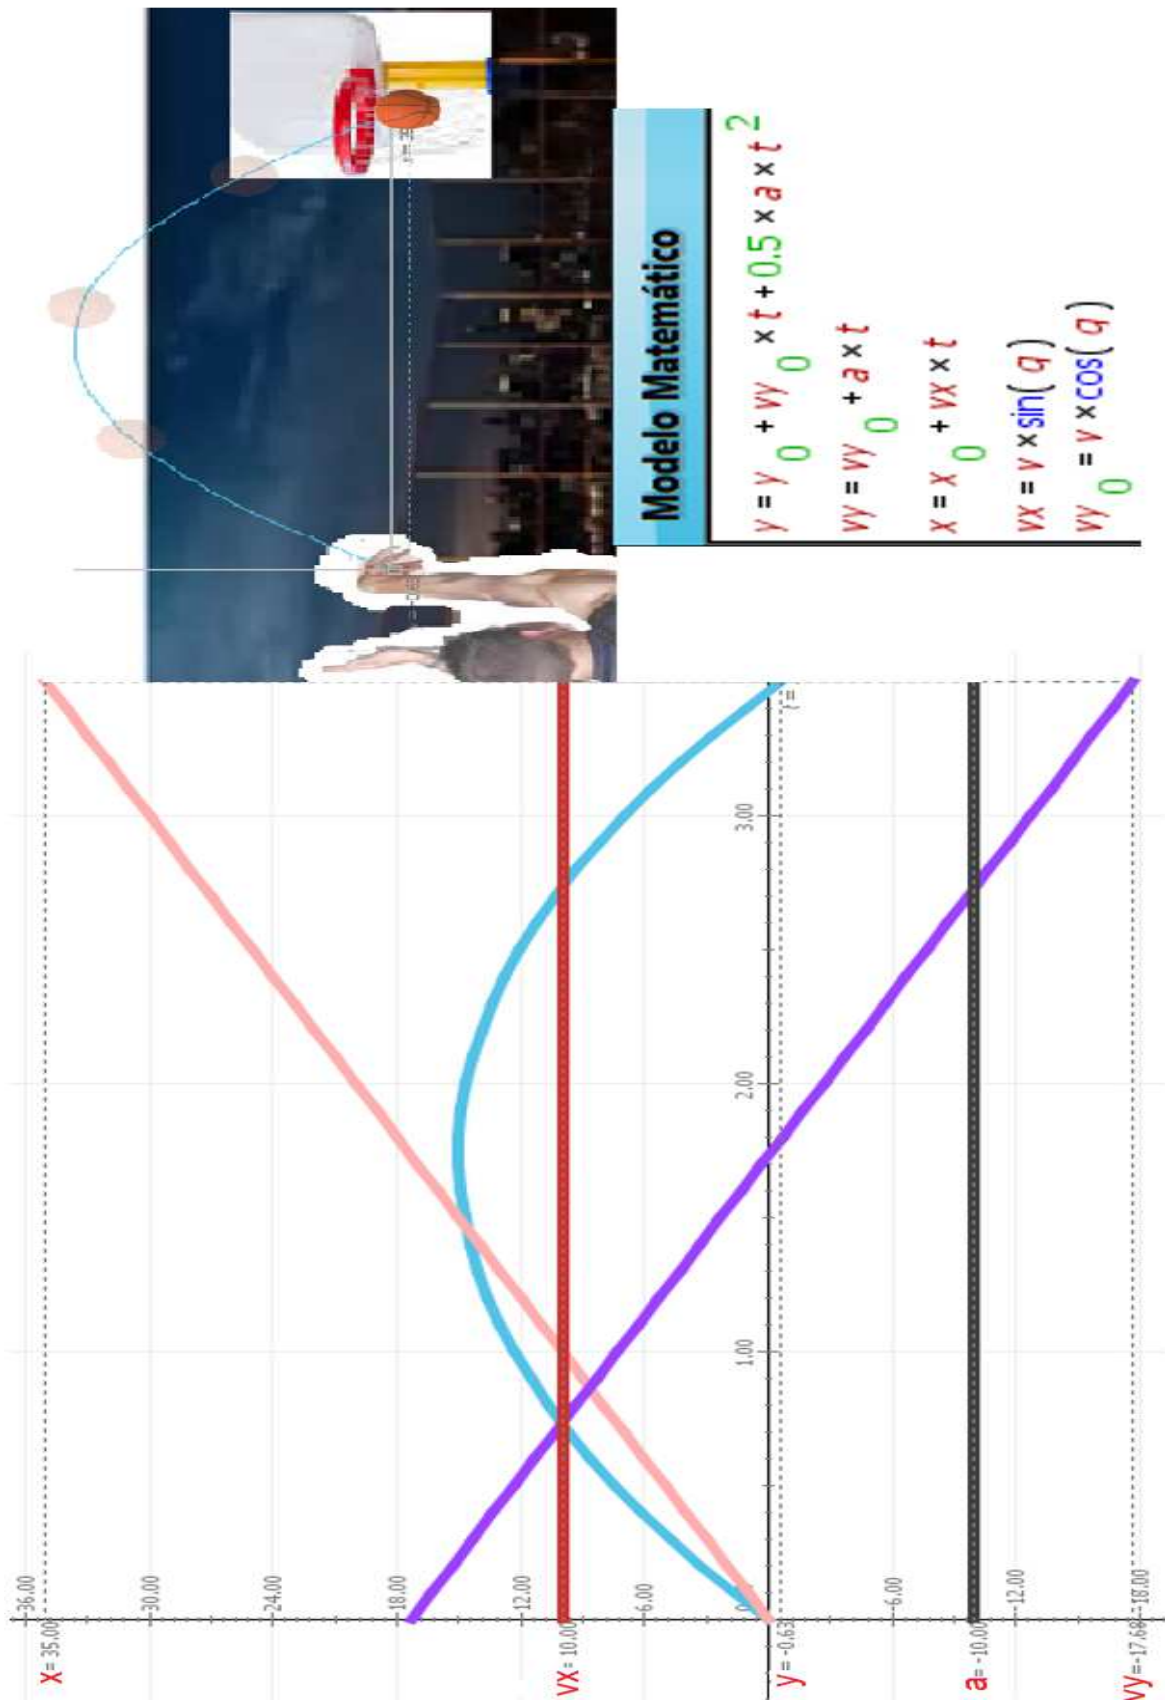 Modelo Matemático
y = y0 + vy0 × t + 0.5 × a × t²
vy = vy0 + a × t
x = x0 + vx × t
vx = v × sin( q )
vy0 = v × cos( q )
36.00
x = 35.00
30.00
24.00
18.00
12.00
vx = 10.00
6.00
y = -0.63
1.00
2.00
3.00
-6.00
a = -10.00
-12.00
vy = -17.68
-18.00